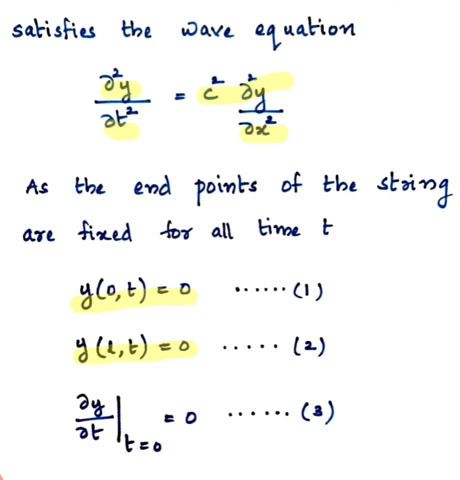 satisfies the wave equation
∂²y/∂t² = c² ∂²y/∂x²
As the end points of the string
are fixed for all time t
y(0,t) = 0 ......(1)
y(l,t) = 0 ..... (2)
∂y/∂t|t=0 = 0 ...... (3)